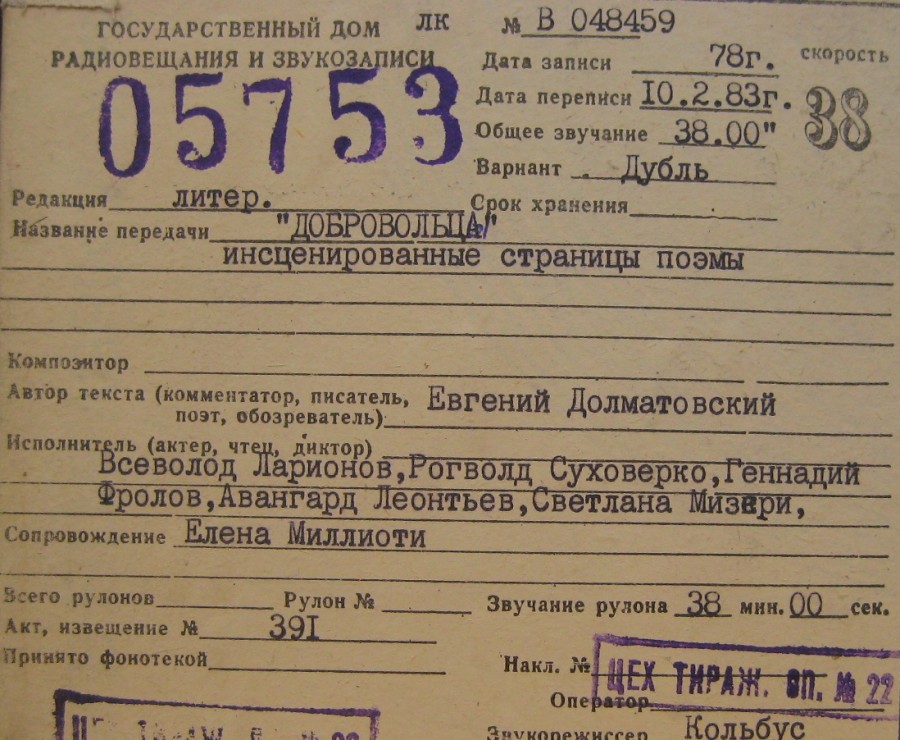 ГОСУДАРСТВЕННЫЙ ДОМ ЛК № В 048459
РАДИОВЕЩАНИЯ И ЗВУКОЗАПИСИ
Дата записи 78г. скорость
05753
Дата переписи 10.2.83г. 38
Общее звучание 38.00"
Вариант Дубль
Редакция литер. Срок хранения
Название передачи "ДОБРОВОЛЬЦЫ"
инсценированные страницы поэмы
Композитор
Автор текста (комментатор, писатель, Евгений Долматовский
поэт, обозреватель)
Исполнитель (актер, чтец, диктор)
Всеволод Ларионов,Рогволд Суховерко,Геннадий
Фролов,Авангард Леонтьев,Светлана Мизери,
Сопровождение Елена Миллиоти
Всего рулонов Рулон № Звучание рулона 38 мин. 00 сек.
Акт, извещение № 391
Принято фонотекой
Накл. № ЦЕХ ТИРАЖ. ЗП. № 22
Оператор
Звукорежиссер Кольбус